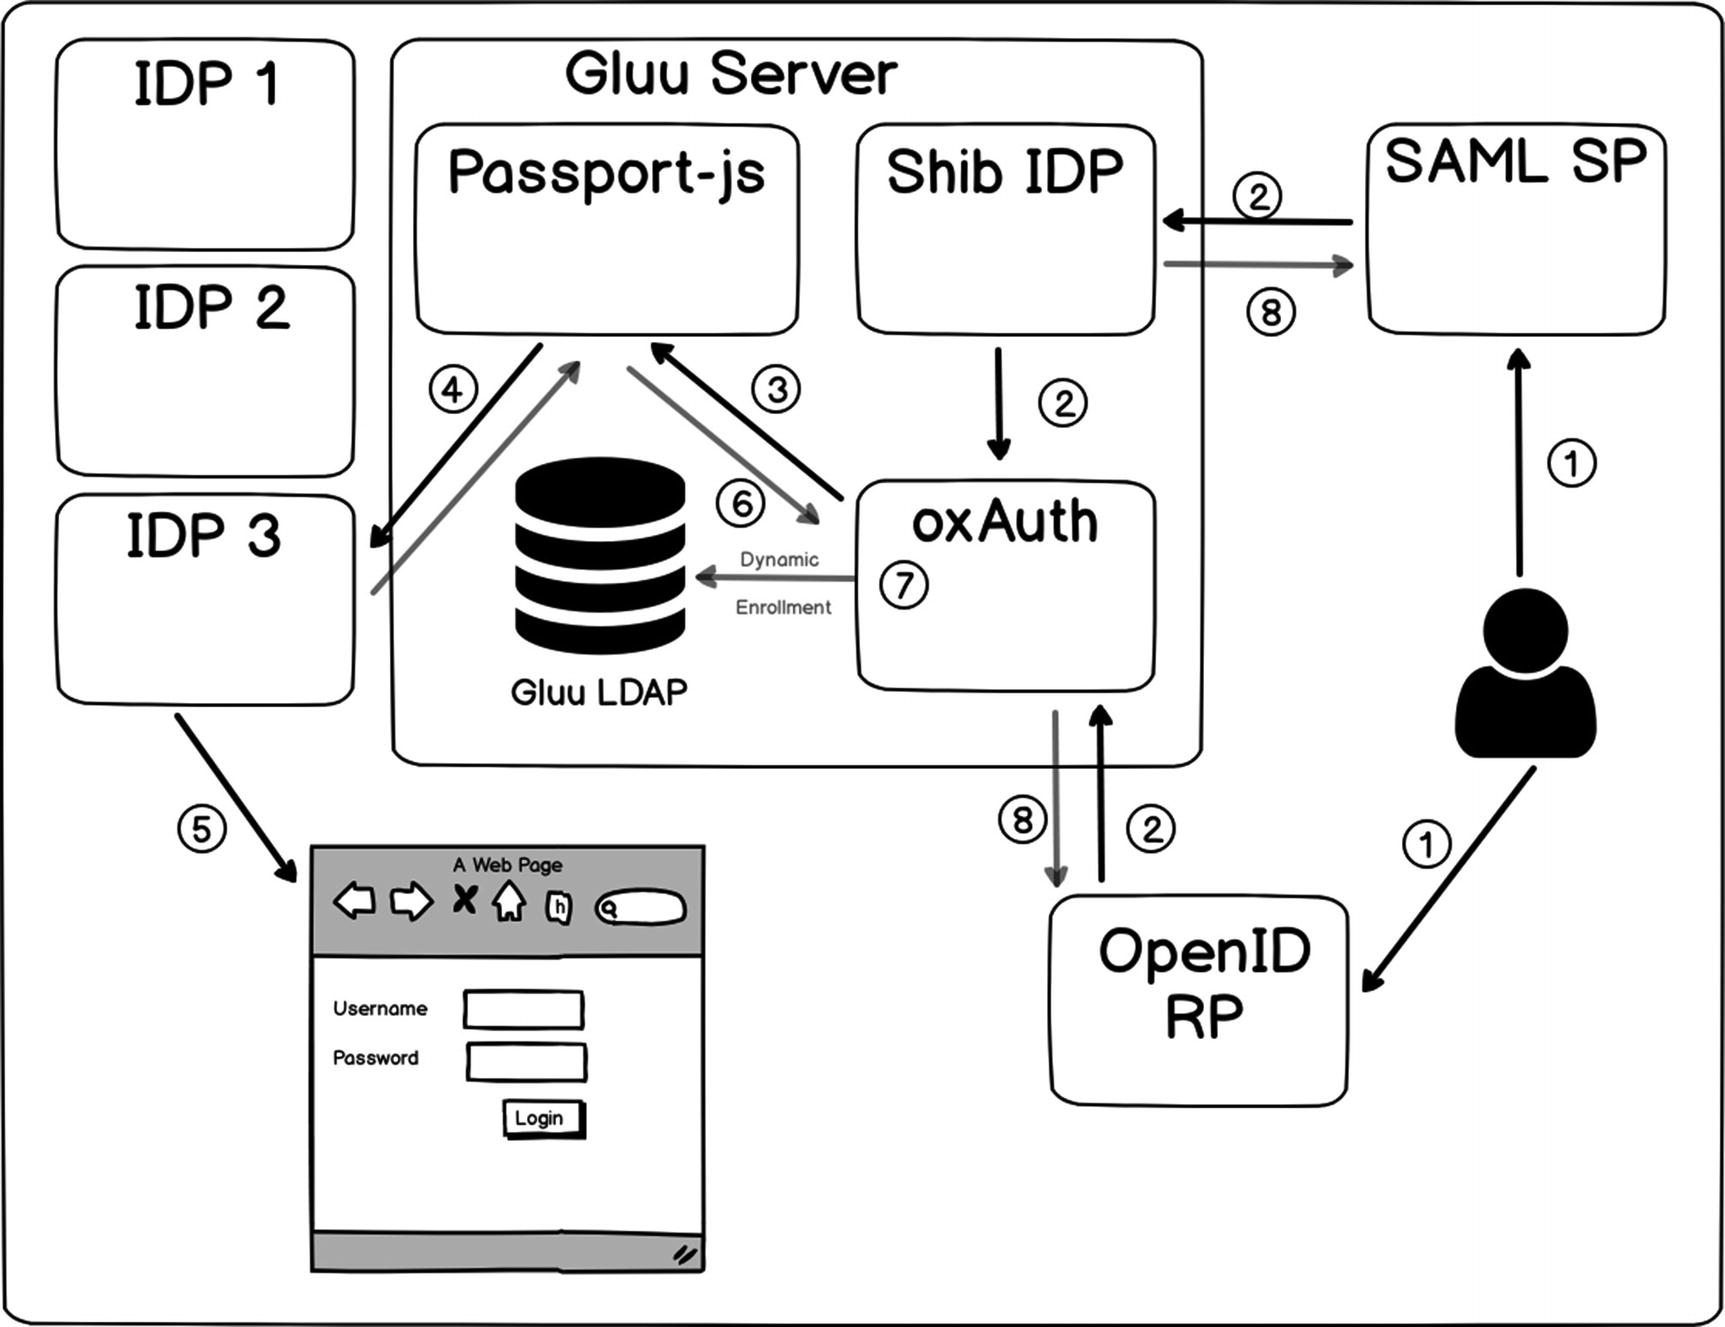 IDP 1
Gluu Server
Passport-js
Shib IDP
SAML SP
2
8
IDP 2
4
3
2
1
IDP 3
6
oxAuth
Dynamic
7
Enrollment
Gluu LDAP
5
8
2
1
A Web Page
h
OpenID
RP
Username
Password
Login